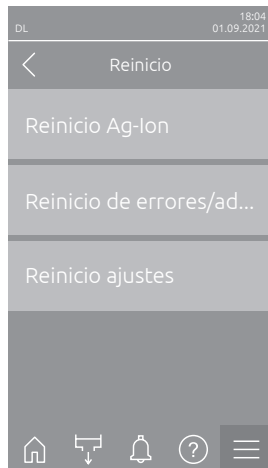 18:04
DL 01.09.2021
Reinicio
Reinicio Ag-Ion
Reinicio de errores/ad...
Reinicio ajustes
?